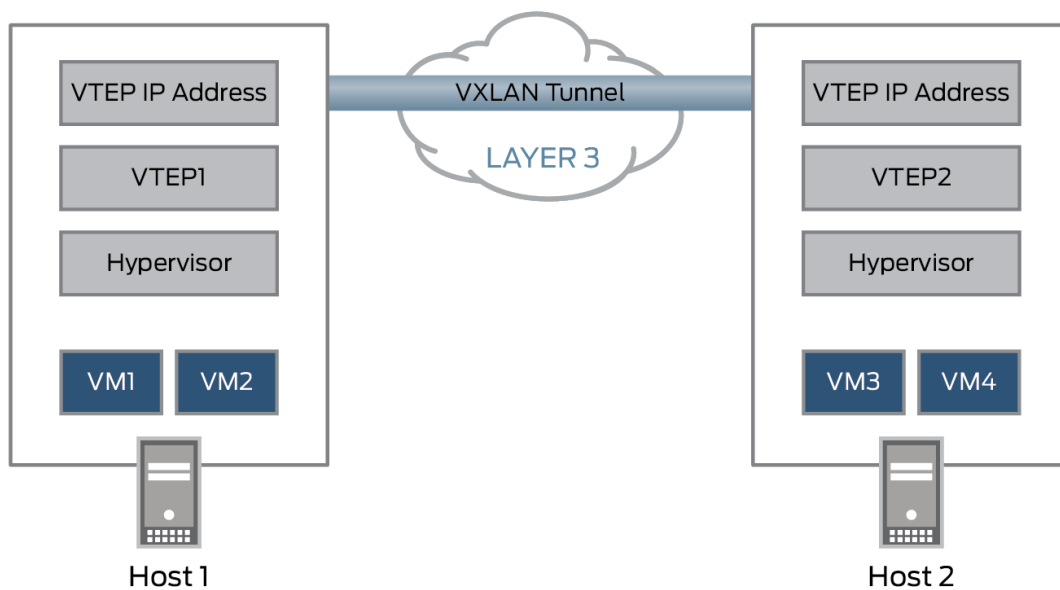 VTEP IP Address
VTEP1
Hypervisor
VM1 VM2
Host 1
VXLAN Tunnel
LAYER 3
VTEP IP Address
VTEP2
Hypervisor
VM3 VM4
Host 2